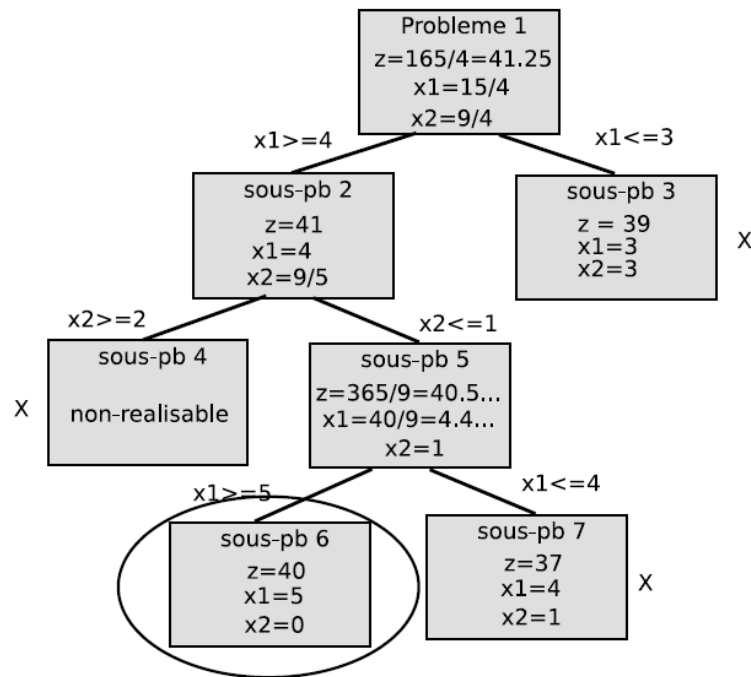 Probleme 1
z=165/4=41.25
x1=15/4
x2=9/4
x1>=4
x1<=3
sous-pb 2
z=41
x1=4
x2=9/5
sous-pb 3
z = 39
x1=3
x2=3
X
x2>=2
x2<=1
sous-pb 4
non-realisable
X
sous-pb 5
z=365/9=40.5...
x1=40/9=4.4...
x2=1
x1>=5
x1<=4
sous-pb 6
z=40
x1=5
x2=0
sous-pb 7
z=37
x1=4
x2=1
X